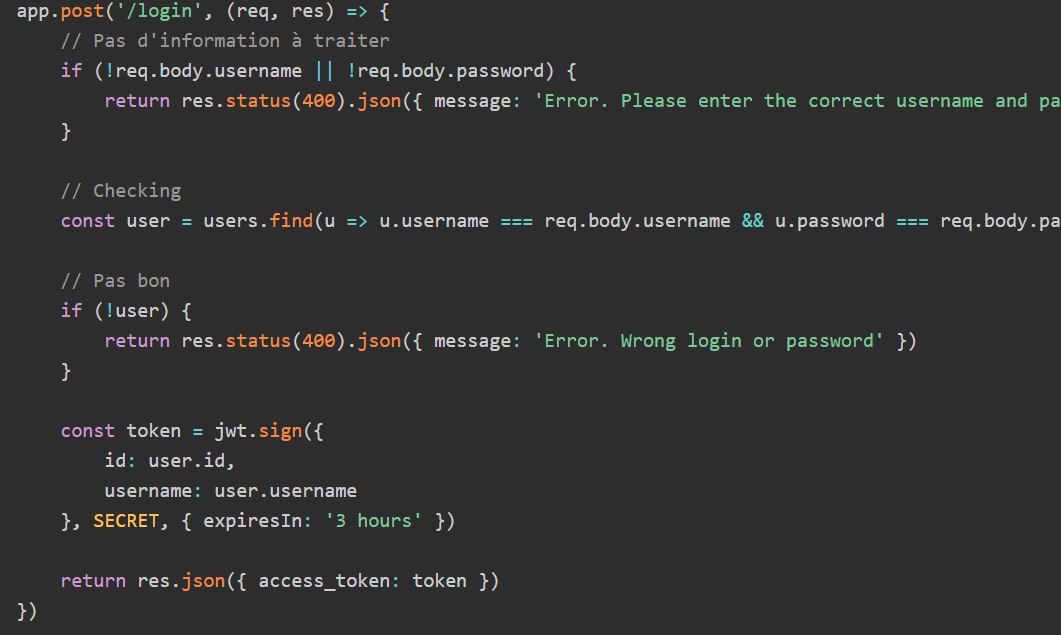 app.post('/login', (req, res) => {
    // Pas d'information à traiter
    if (!req.body.username || !req.body.password) {
        return res.status(400).json({ message: 'Error. Please enter the correct username and pa
    }

    // Checking
    const user = users.find(u => u.username === req.body.username && u.password === req.body.pa

    // Pas bon
    if (!user) {
        return res.status(400).json({ message: 'Error. Wrong login or password' })
    }

    const token = jwt.sign({
        id: user.id,
        username: user.username
    }, SECRET, { expiresIn: '3 hours' })

    return res.json({ access_token: token })
})